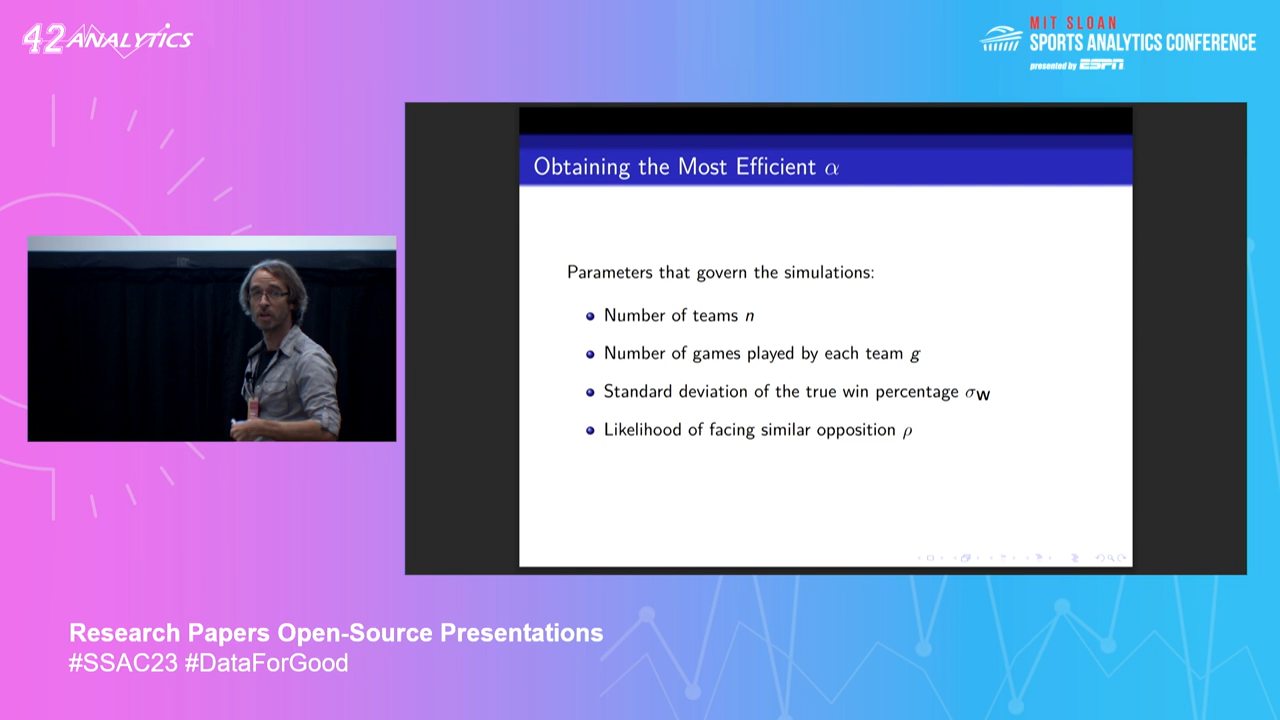 42 ANALYTICS
MIT SLOAN
SPORTS ANALYTICS CONFERENCE
presented by ESPN
Obtaining the Most Efficient α
Parameters that govern the simulations:
Number of teams n
Number of games played by each team g
Standard deviation of the true win percentage σw
Likelihood of facing similar opposition ρ
Research Papers Open-Source Presentations
#SSAC23 #DataForGood